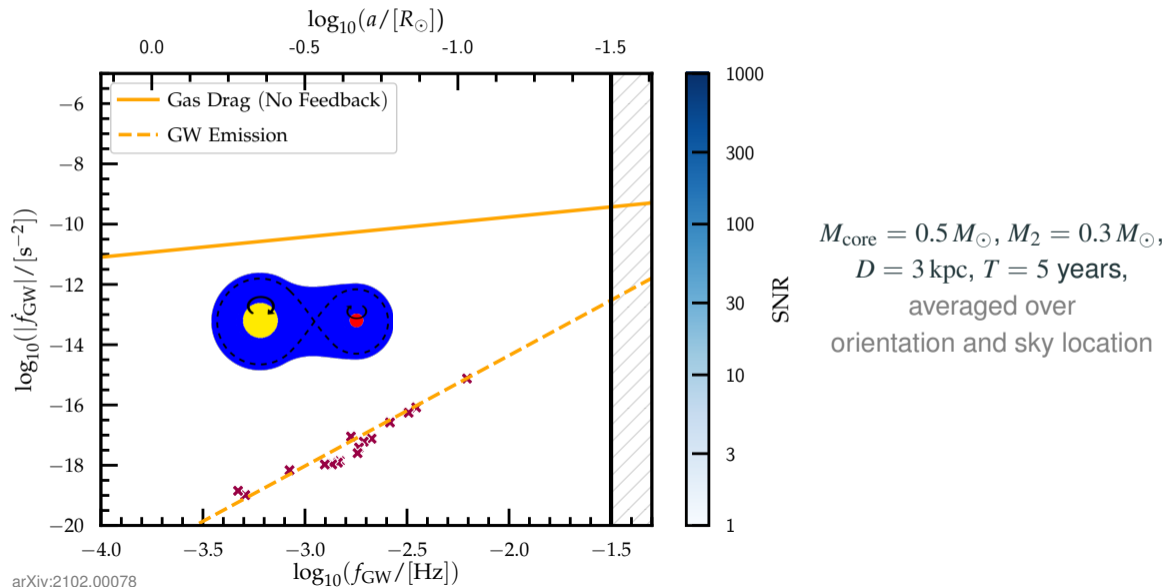 log₁₀(a/[R⊙])
0.0 -0.5 -1.0 -1.5
Gas Drag (No Feedback)
GW Emission
−6
−8
−10
−12
−14
−16
−18
−20
log₁₀(|ḟ_GW|/[s⁻²])
−4.0 −3.5 −3.0 −2.5 −2.0 −1.5
log₁₀(f_GW/[Hz])
1000
300
100
30
10
3
1
SNR
M_core = 0.5 M⊙, M₂ = 0.3 M⊙,
D = 3 kpc, T = 5 years,
averaged over
orientation and sky location
arXiv:2102.00078